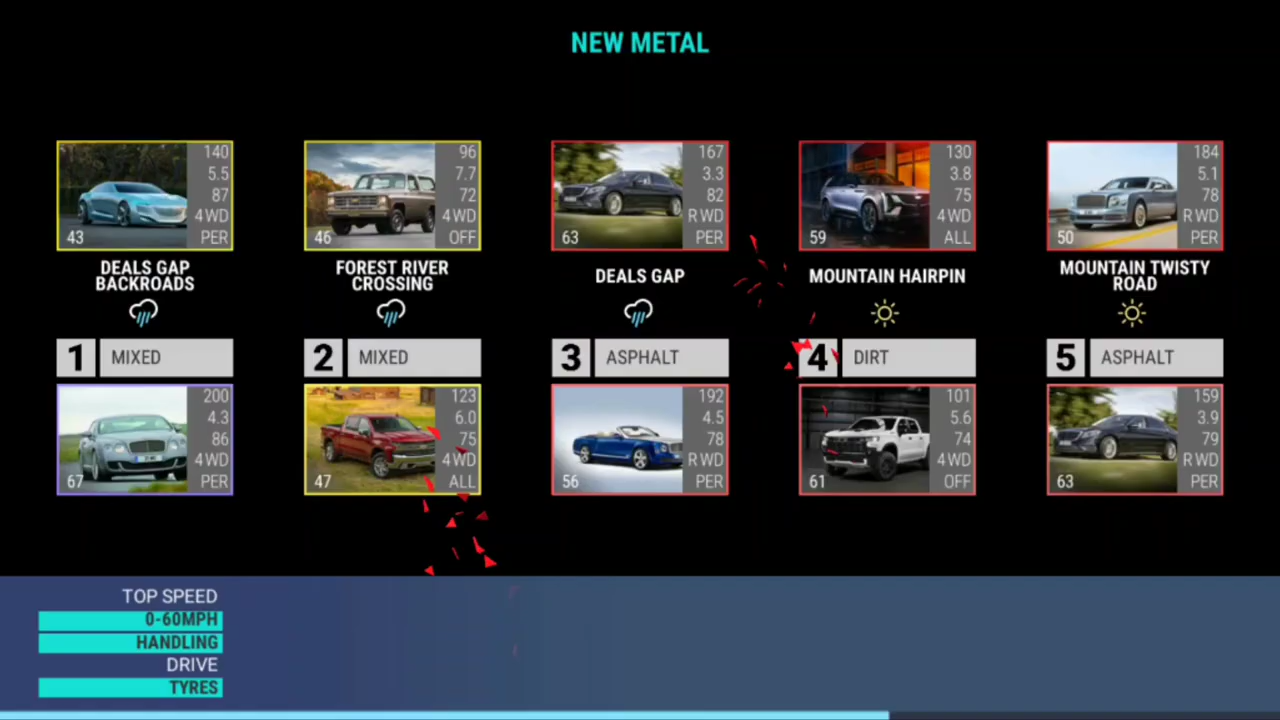 NEW METAL
140
5.5
87
4WD
43 PER
96
7.7
72
4WD
46 OFF
167
3.3
82
RWD
63 PER
130
3.8
75
4WD
59 ALL
184
5.1
78
RWD
50 PER
DEALS GAP
BACKROADS
FOREST RIVER
CROSSING
DEALS GAP
MOUNTAIN HAIRPIN
MOUNTAIN TWISTY
ROAD
1 MIXED
2 MIXED
3 ASPHALT
4 DIRT
5 ASPHALT
200
4.3
86
4WD
67 PER
123
6.0
75
4WD
47 ALL
192
4.5
78
RWD
56 PER
101
5.6
74
4WD
61 OFF
159
3.9
79
RWD
63 PER
TOP SPEED
0-60MPH
HANDLING
DRIVE
TYRES